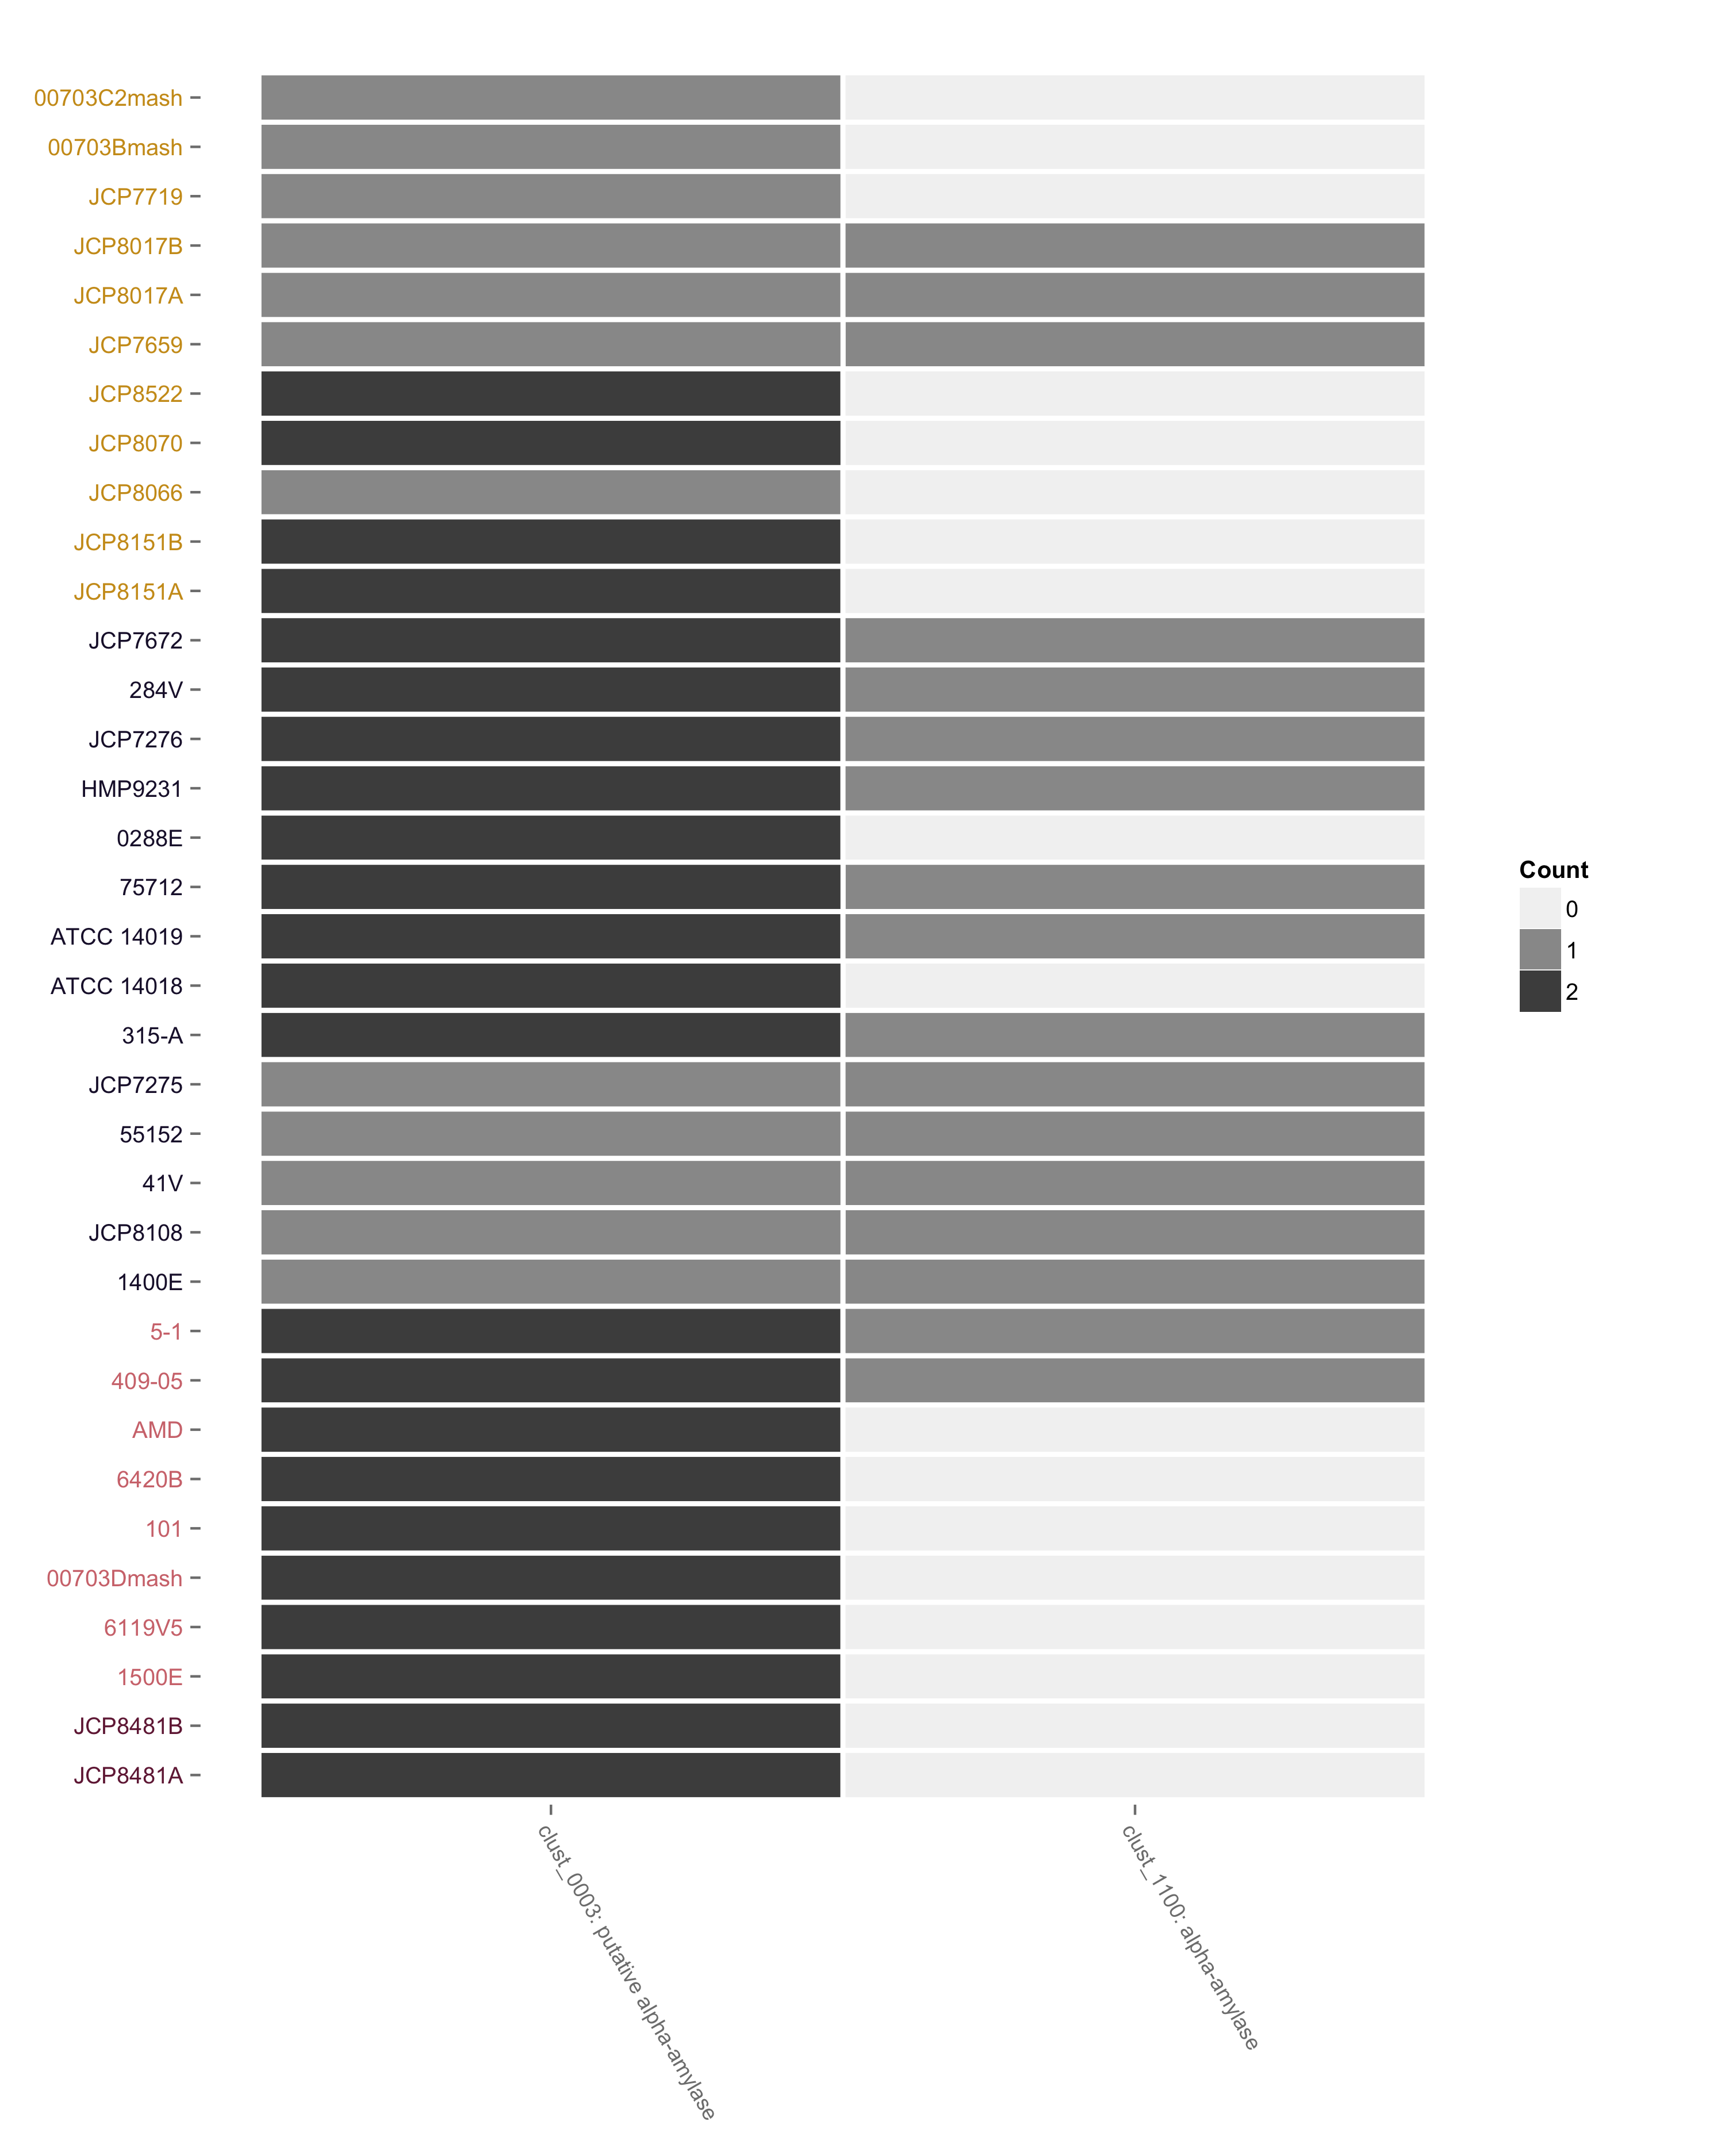 00703C2mash
00703Bmash
JCP7719
JCP8017B
JCP8017A
JCP7659
JCP8522
JCP8070
JCP8066
JCP8151B
JCP8151A
JCP7672
284V
JCP7276
HMP9231
0288E
75712
ATCC 14019
ATCC 14018
315-A
JCP7275
55152
41V
JCP8108
1400E
5-1
409-05
AMD
6420B
101
00703Dmash
6119V5
1500E
JCP8481B
JCP8481A
clust_0003: putative alpha-amylase
clust_1100: alpha-amylase
Count
0
1
2